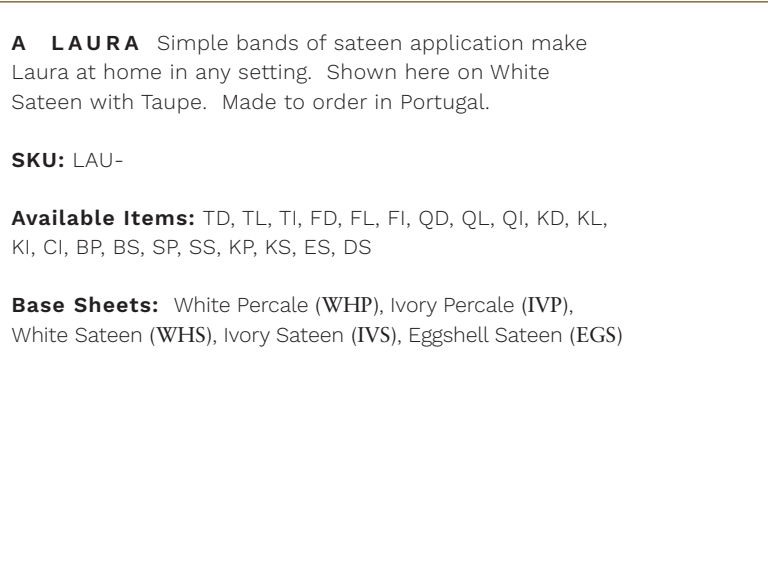 A LAURA Simple bands of sateen application make
Laura at home in any setting. Shown here on White
Sateen with Taupe. Made to order in Portugal.
SKU: LAU-
Available Items: TD, TL, TI, FD, FL, FI, QD, QL, QI, KD, KL,
KI, CI, BP, BS, SP, SS, KP, KS, ES, DS
Base Sheets: White Percale (WHP), Ivory Percale (IVP),
White Sateen (WHS), Ivory Sateen (IVS), Eggshell Sateen (EGS)